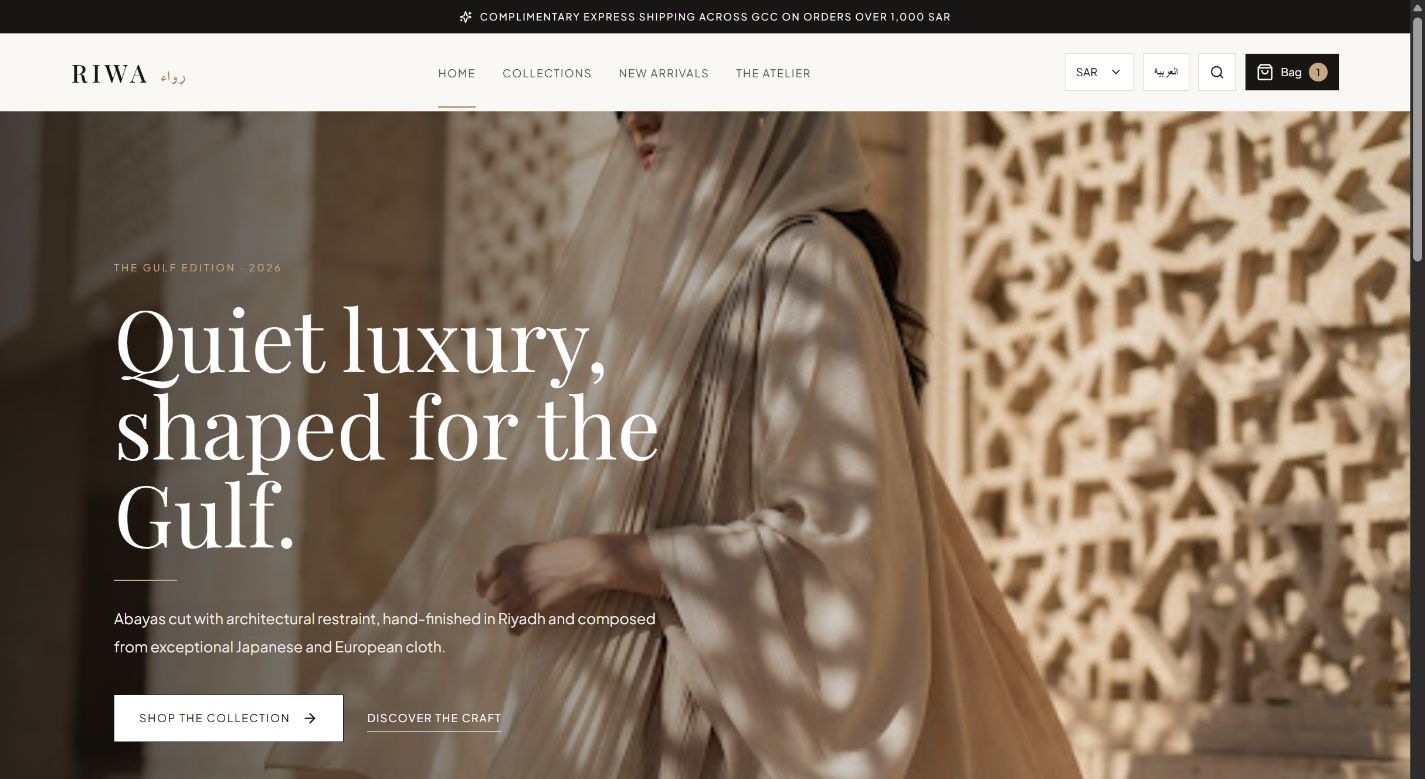 COMPLIMENTARY EXPRESS SHIPPING ACROSS GCC ON ORDERS OVER 1,000 SAR
RIWA رواء
HOME COLLECTIONS NEW ARRIVALS THE ATELIER
SAR العربية Bag 1
THE GULF EDITION · 2026
Quiet luxury,
shaped for the
Gulf.
Abayas cut with architectural restraint, hand-finished in Riyadh and composed
from exceptional Japanese and European cloth.
SHOP THE COLLECTION DISCOVER THE CRAFT